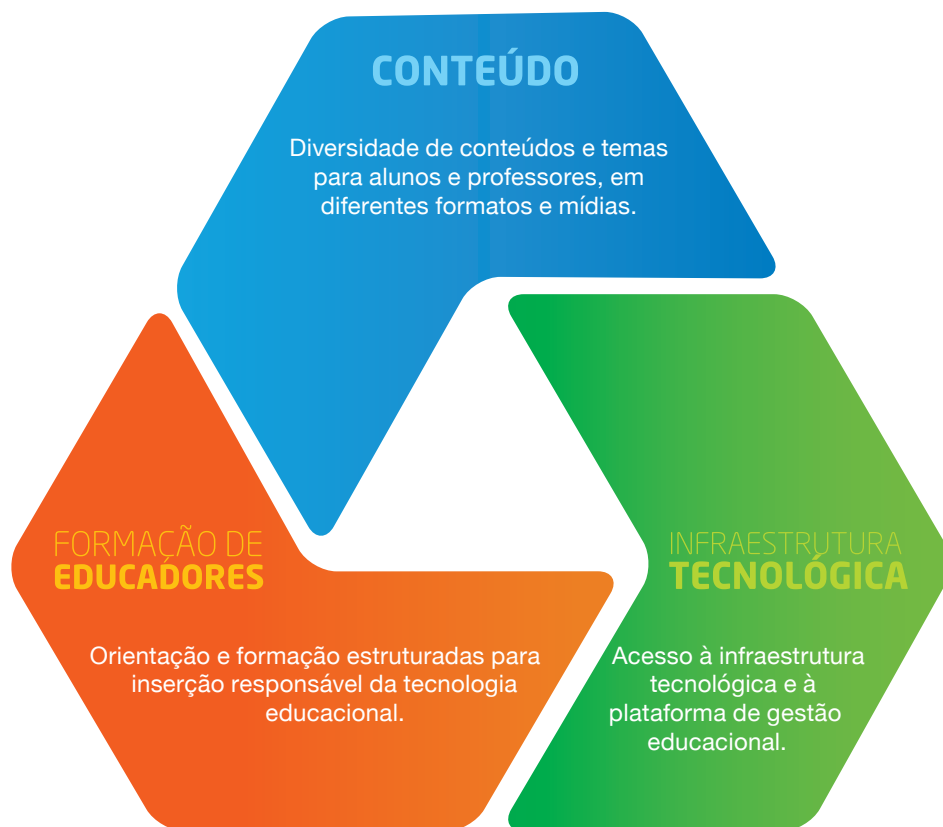 CONTEÚDO
Diversidade de conteúdos e temas
para alunos e professores, em
diferentes formatos e mídias.
FORMAÇÃO DE
EDUCADORES
Orientação e formação estruturadas para
inserção responsável da tecnologia
educacional.
INFRAESTRUTURA
TECNOLÓGICA
Acesso à infraestrutura
tecnológica e à
plataforma de gestão
educacional.